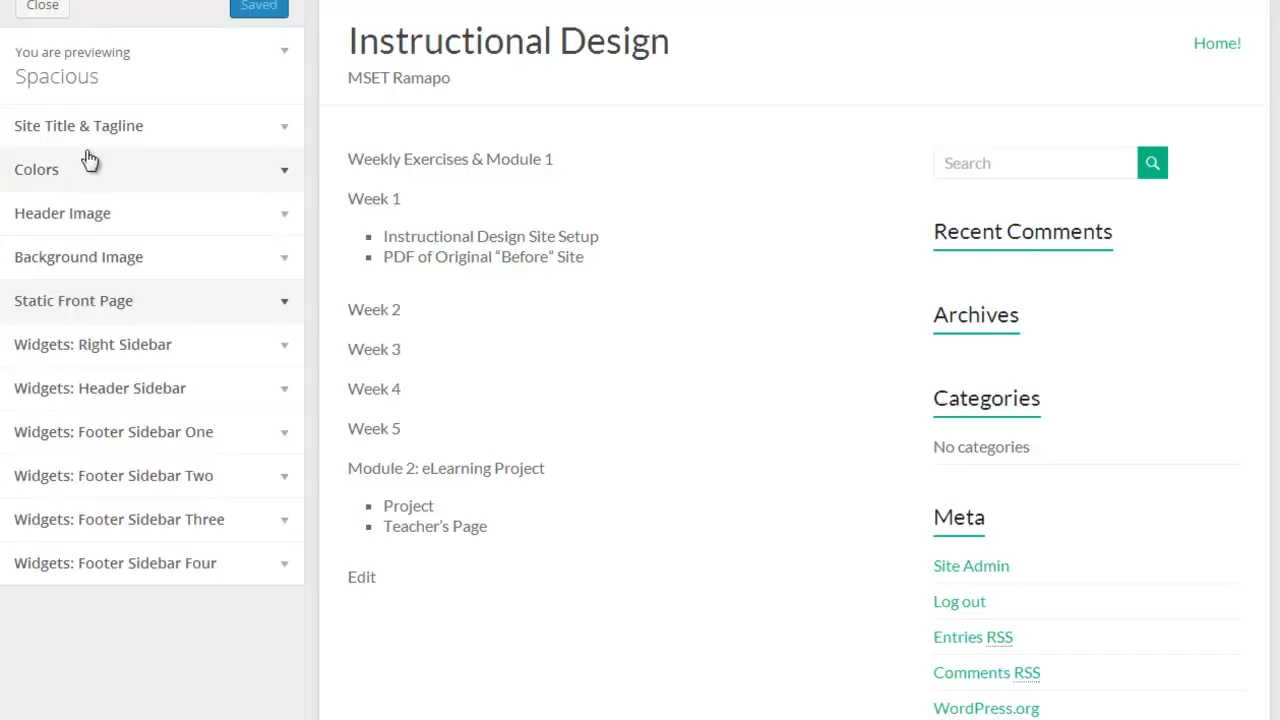 Close
Saved
You are previewing
Spacious
Site Title & Tagline
Colors
Header Image
Background Image
Static Front Page
Widgets: Right Sidebar
Widgets: Header Sidebar
Widgets: Footer Sidebar One
Widgets: Footer Sidebar Two
Widgets: Footer Sidebar Three
Widgets: Footer Sidebar Four
Instructional Design
MSET Ramapo
Home!
Weekly Exercises & Module 1
Week 1
Instructional Design Site Setup
PDF of Original “Before” Site
Week 2
Week 3
Week 4
Week 5
Module 2: eLearning Project
Project
Teacher’s Page
Edit
Search
Recent Comments
Archives
Categories
No categories
Meta
Site Admin
Log out
Entries RSS
Comments RSS
WordPress.org